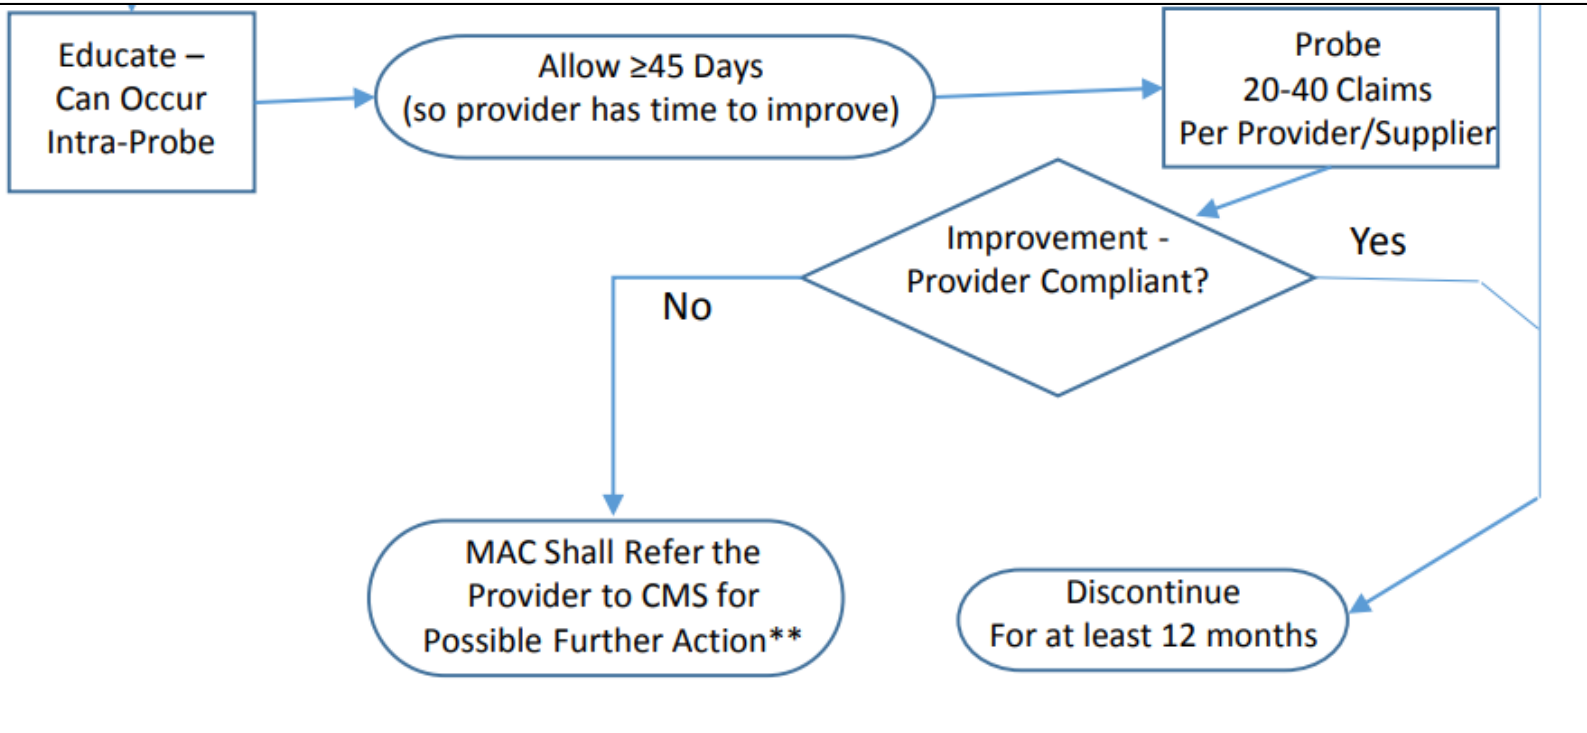 Educate –
Can Occur
Intra-Probe
Allow ≥45 Days
(so provider has time to improve)
Probe
20-40 Claims
Per Provider/Supplier
Improvement -
Provider Compliant?
Yes
No
MAC Shall Refer the
Provider to CMS for
Possible Further Action**
Discontinue
For at least 12 months